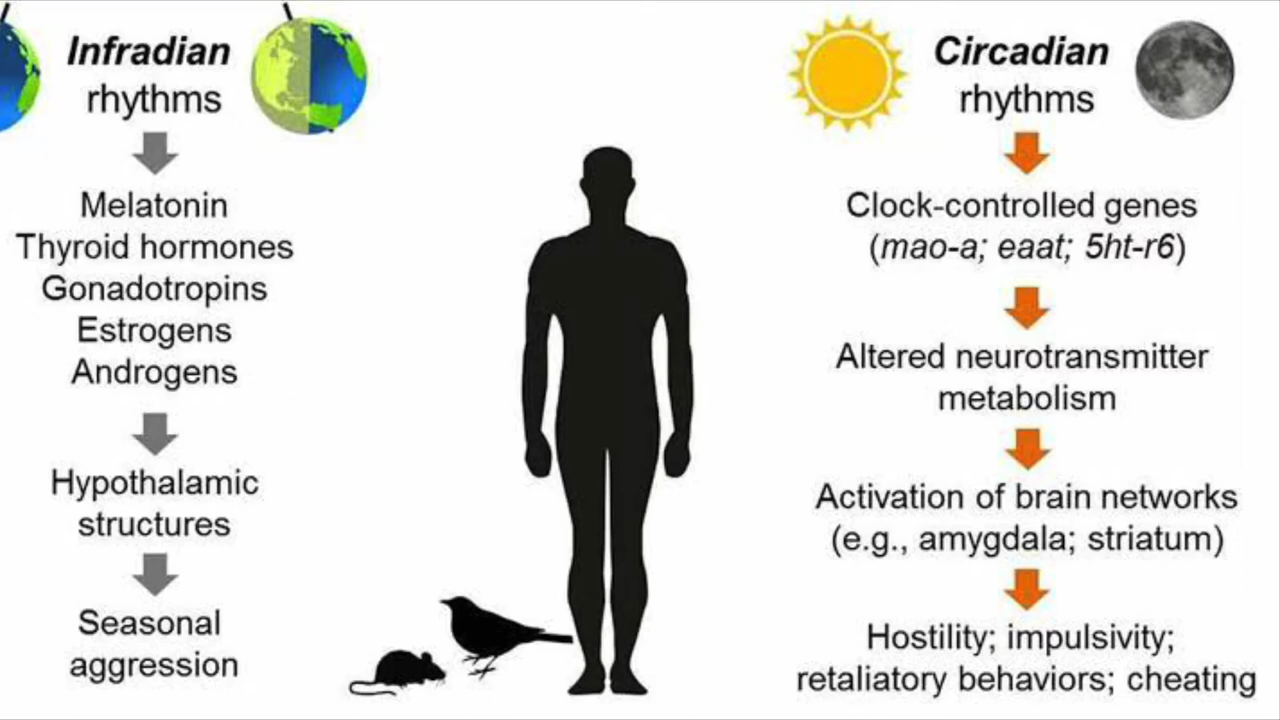 Infradian
rhythms
Melatonin
Thyroid hormones
Gonadotropins
Estrogens
Androgens
Hypothalamic
structures
Seasonal
aggression
Circadian
rhythms
Clock-controlled genes
(mao-a; eaat; 5ht-r6)
Altered neurotransmitter
metabolism
Activation of brain networks
(e.g., amygdala; striatum)
Hostility; impulsivity;
retaliatory behaviors; cheating